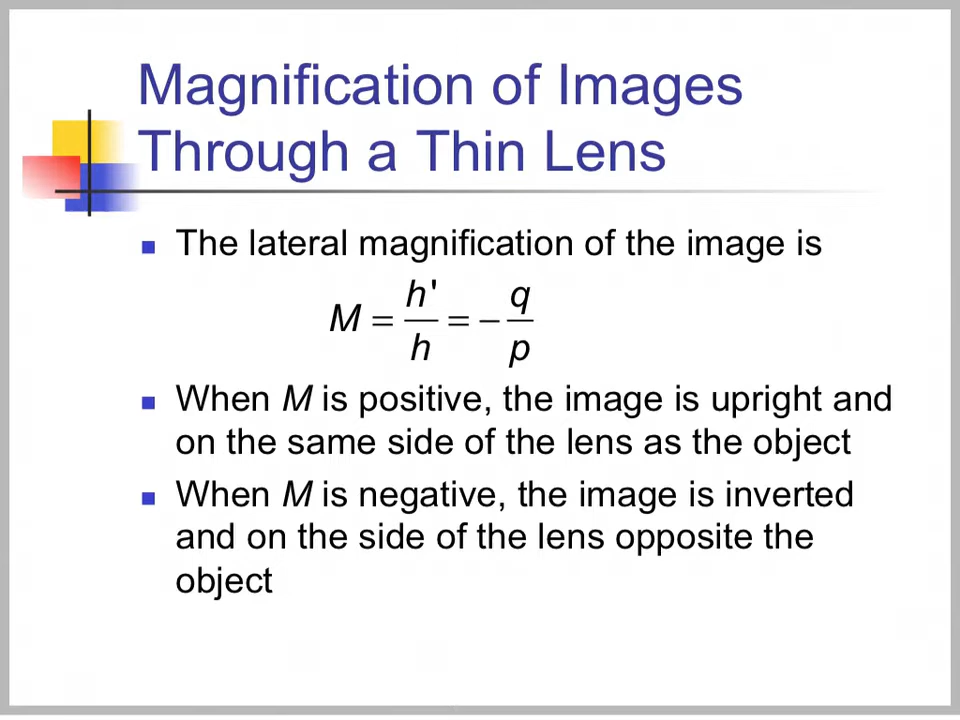 Magnification of Images
Through a Thin Lens
The lateral magnification of the image is
M = h'/h = − q/p
When M is positive, the image is upright and
on the same side of the lens as the object
When M is negative, the image is inverted
and on the side of the lens opposite the
object